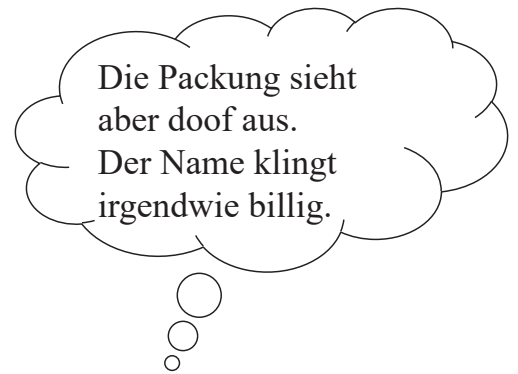 Die Packung sieht
aber doof aus.
Der Name klingt
irgendwie billig.